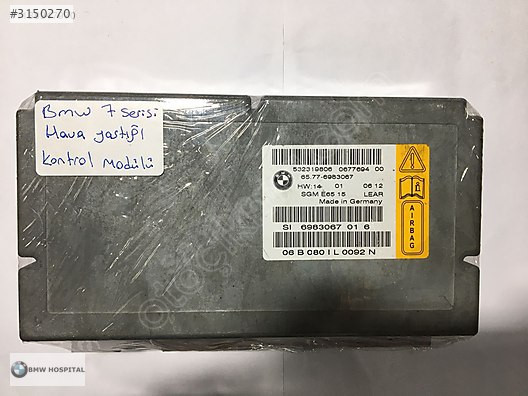 #3150270
Bmw 7 serisi
Hava yastığı
Kontrol modülü
532319806 0677694 00
65.77-6983067
HW:14 01 06 12
SGM E65 15 LEAR
Made in Germany
SI 6983067 01 6
06 B 080 I L 0092 N
AIRBAG
BMW HOSPITAL